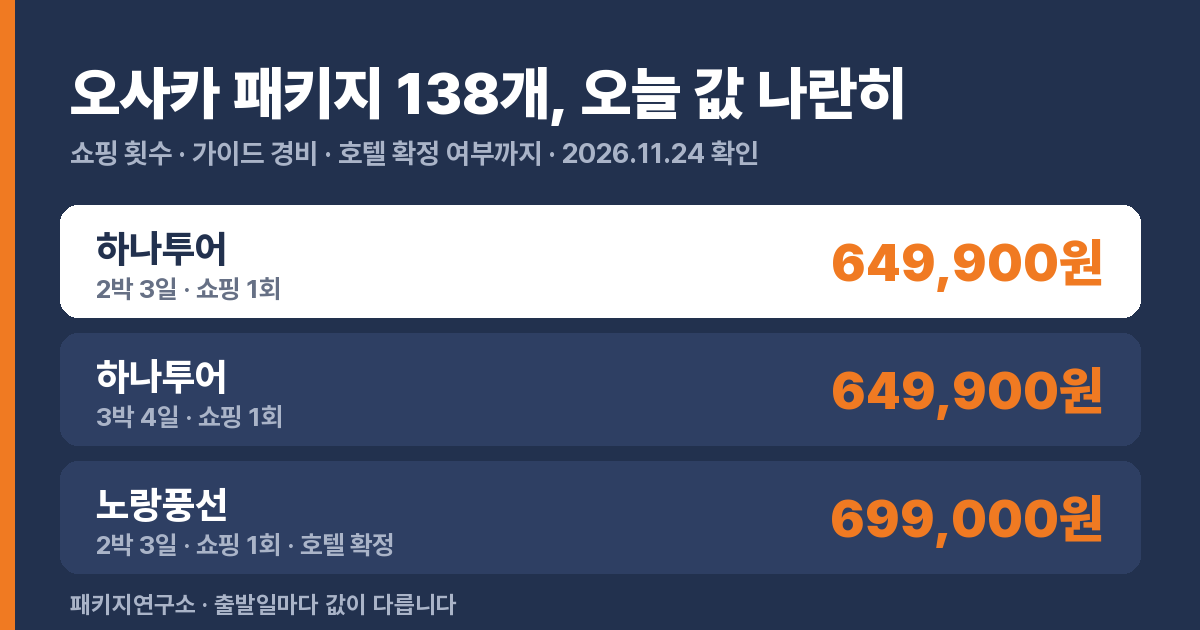 오사카 패키지 138개, 오늘 값 나란히
쇼핑 횟수 · 가이드 경비 · 호텔 확정 여부까지 · 2026.11.24 확인
하나투어
2박 3일 · 쇼핑 1회
649,900원
하나투어
3박 4일 · 쇼핑 1회
649,900원
노랑풍선
2박 3일 · 쇼핑 1회 · 호텔 확정
699,000원
패키지연구소 · 출발일마다 값이 다릅니다